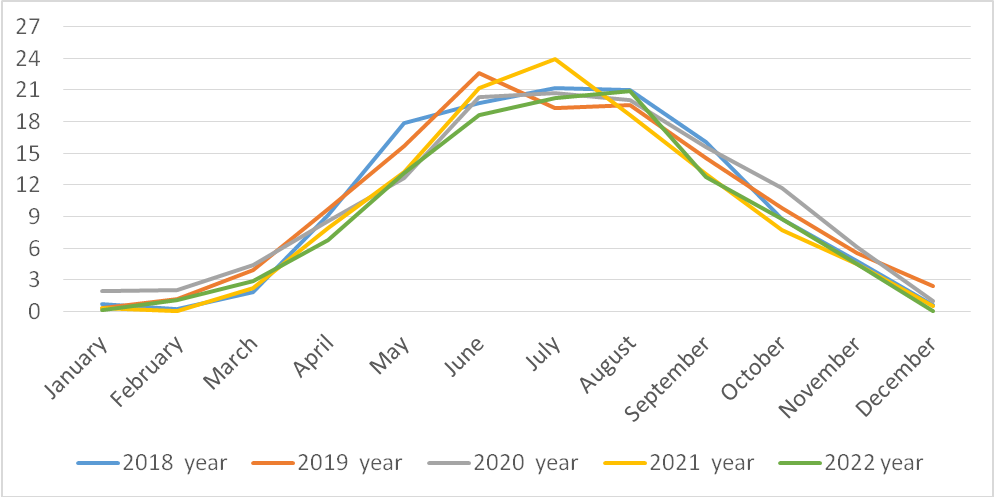 27
24
21
18
15
12
9
6
3
0
January
February
March
April
May
June
July
August
September
October
November
December
2018 year
2019 year
2020 year
2021 year
2022 year